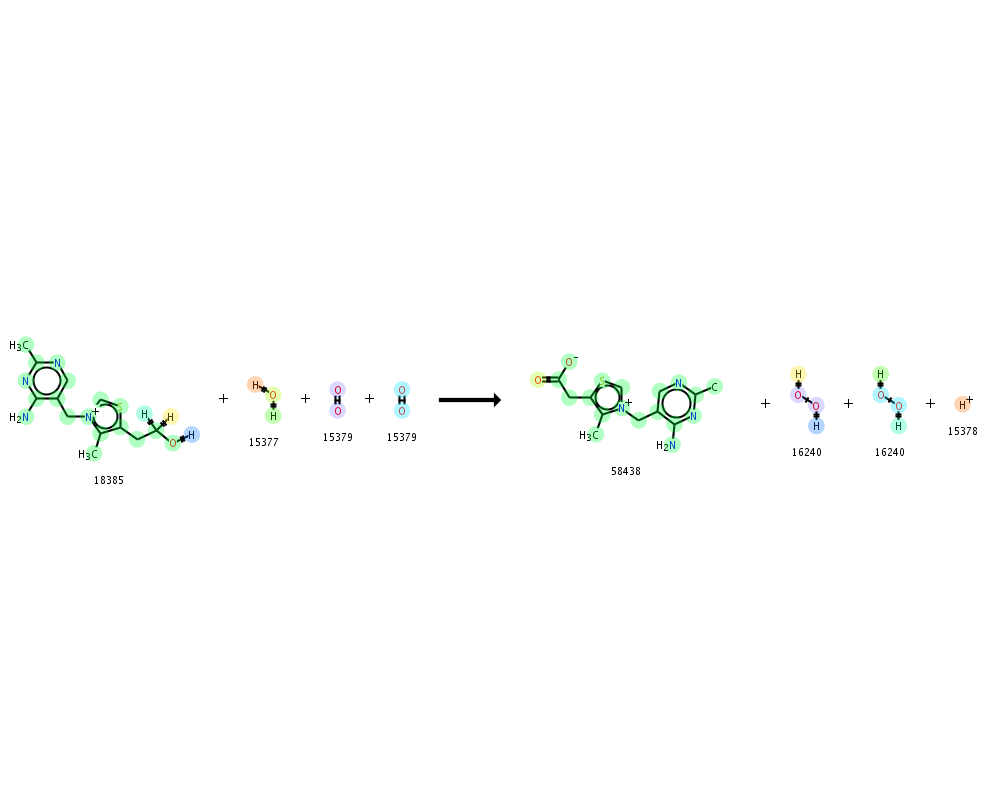 H3C
N
N
H2N
N+
S
H3C
H
H
O
H
18385
+
H
O
H
15377
+
O
O
15379
+
O
O
15379
O
O-
S
N+
H3C
N
N
C
H2N
58438
+
H
O
O
H
16240
+
H
O
O
H
16240
+
H+
15378